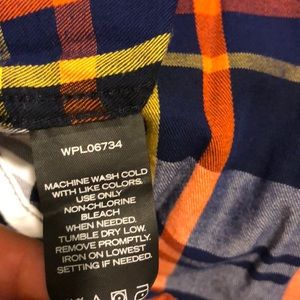 WPL06734
MACHINE WASH COLD
WITH LIKE COLORS.
USE ONLY
NON-CHLORINE
BLEACH
WHEN NEEDED.
TUMBLE DRY LOW.
REMOVE PROMPTLY.
IRON ON LOWEST
SETTING IF NEEDED.